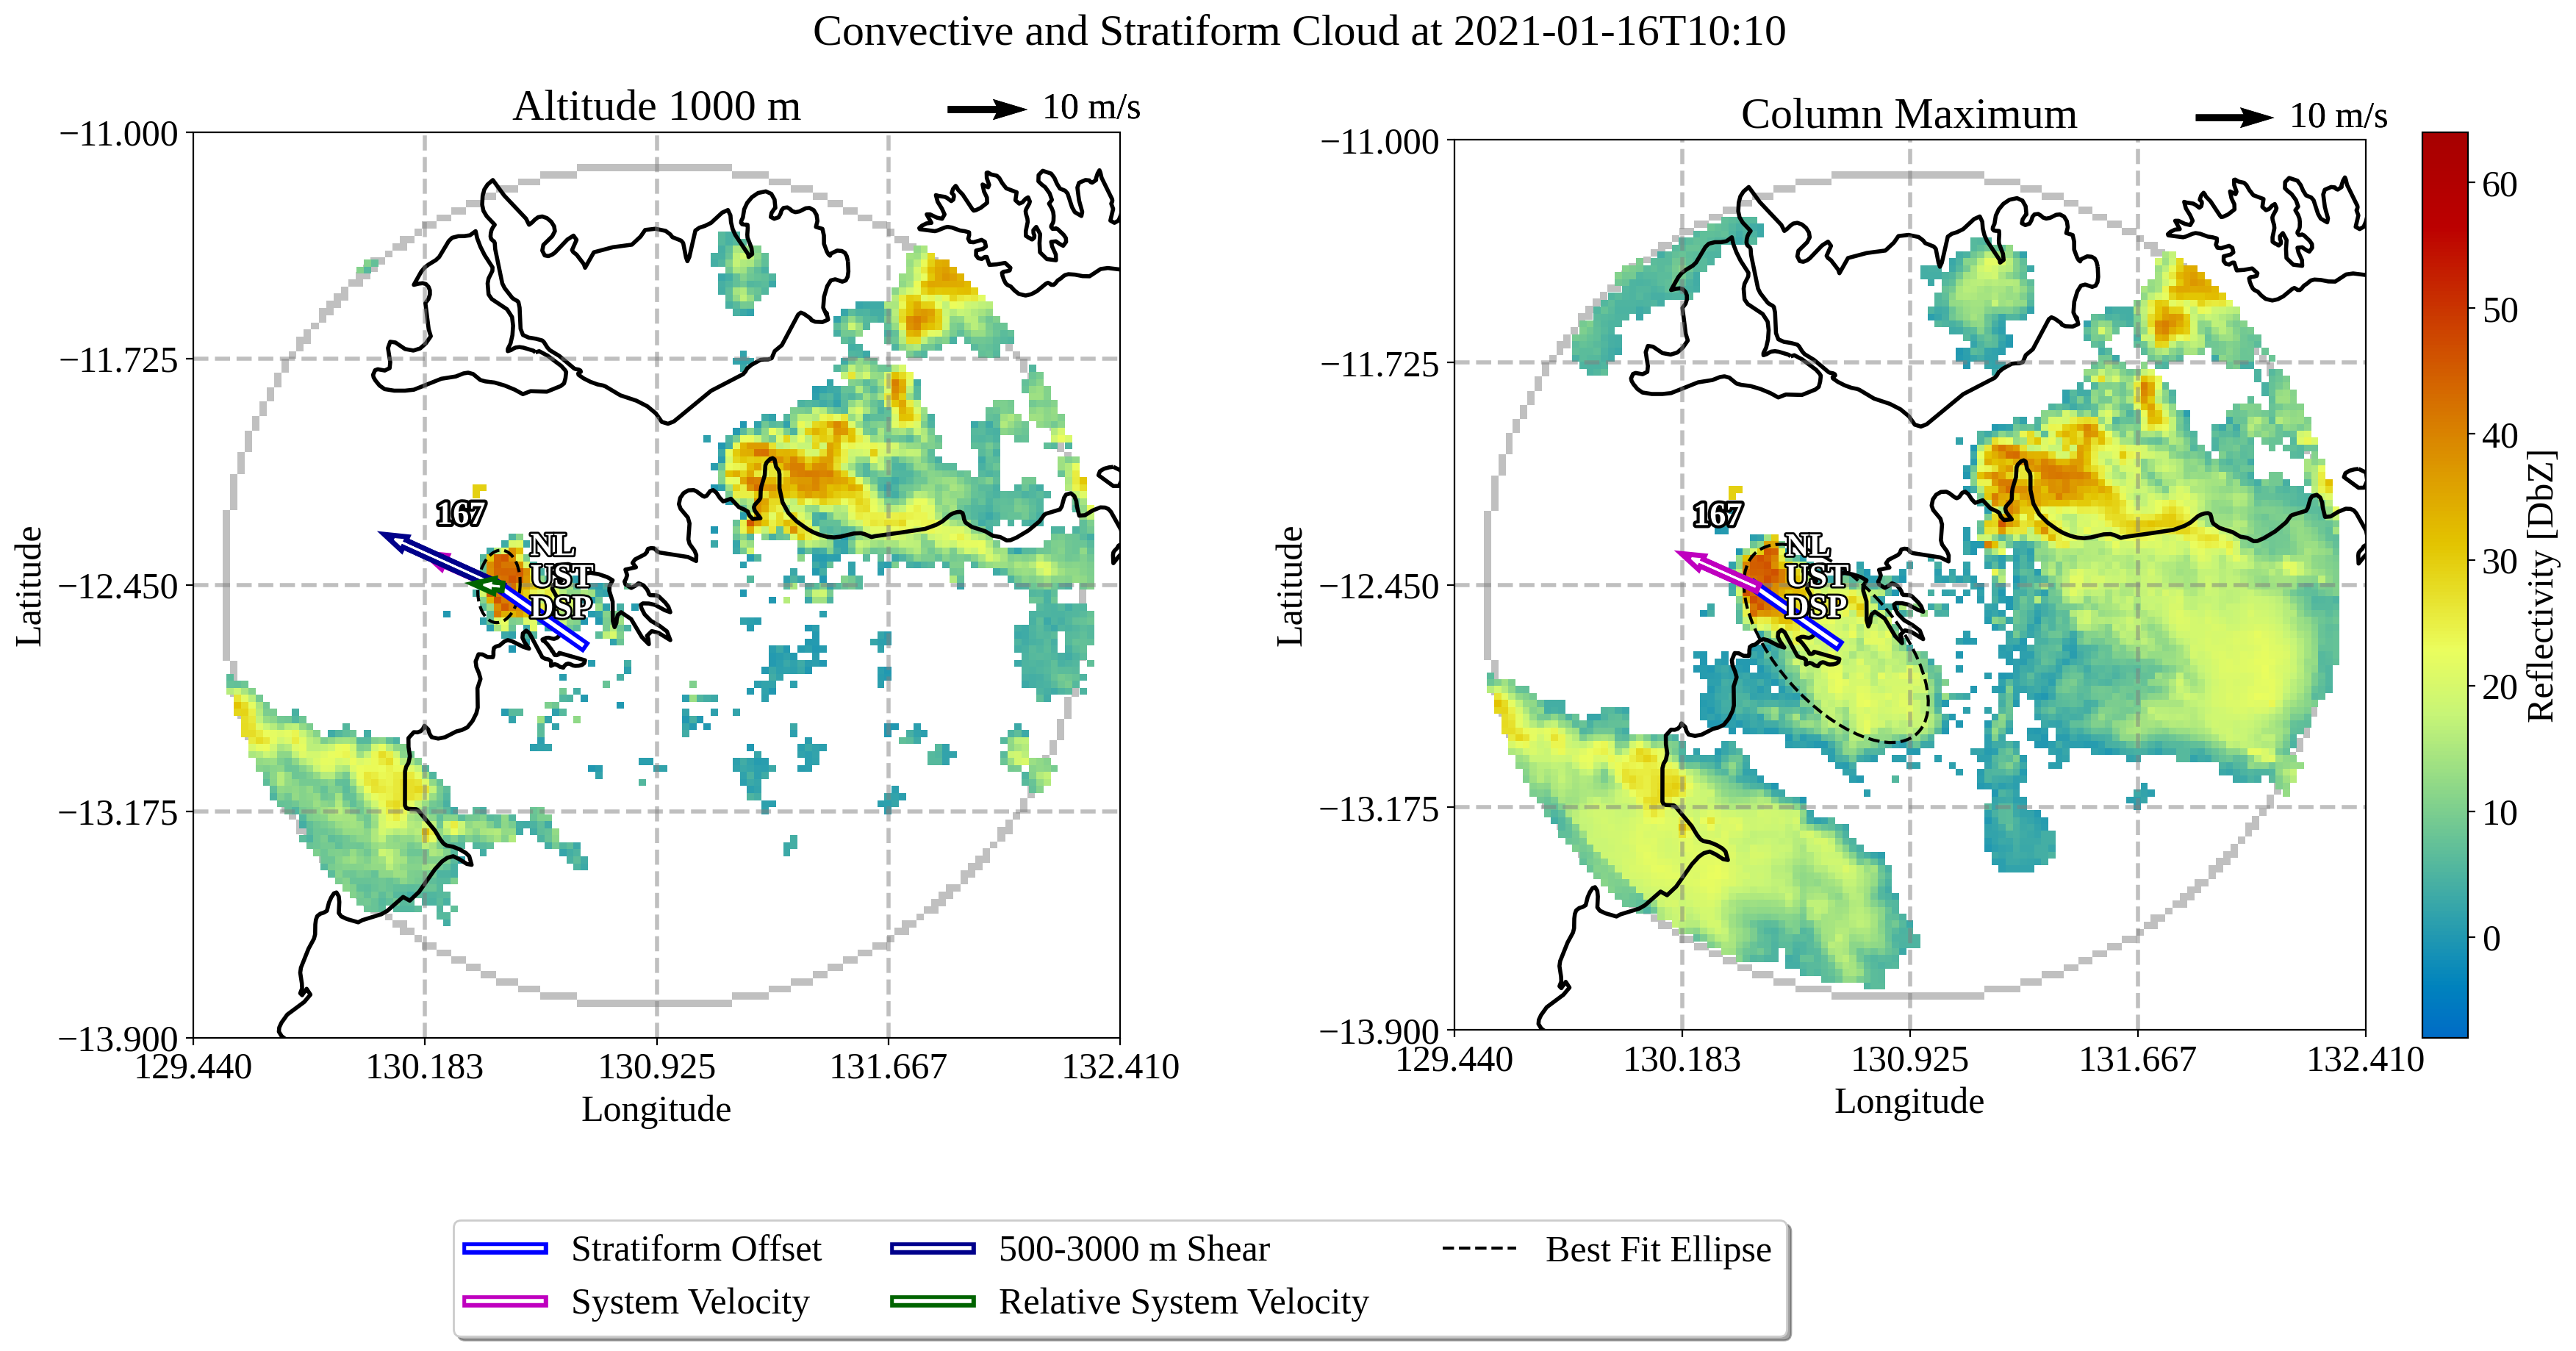 Convective and Stratiform Cloud at 2021-01-16T10:10
Altitude 1000 m
10 m/s
−11.000
−11.725
−12.450
−13.175
−13.900
129.440
130.183
130.925
131.667
132.410
Latitude
Longitude
167
NL
UST
DSP
Column Maximum
10 m/s
−11.000
−11.725
−12.450
−13.175
−13.900
129.440
130.183
130.925
131.667
132.410
Latitude
Longitude
167
NL
UST
DSP
60
50
40
30
20
10
0
Reflectivity [DbZ]
Stratiform Offset
System Velocity
500-3000 m Shear
Relative System Velocity
Best Fit Ellipse